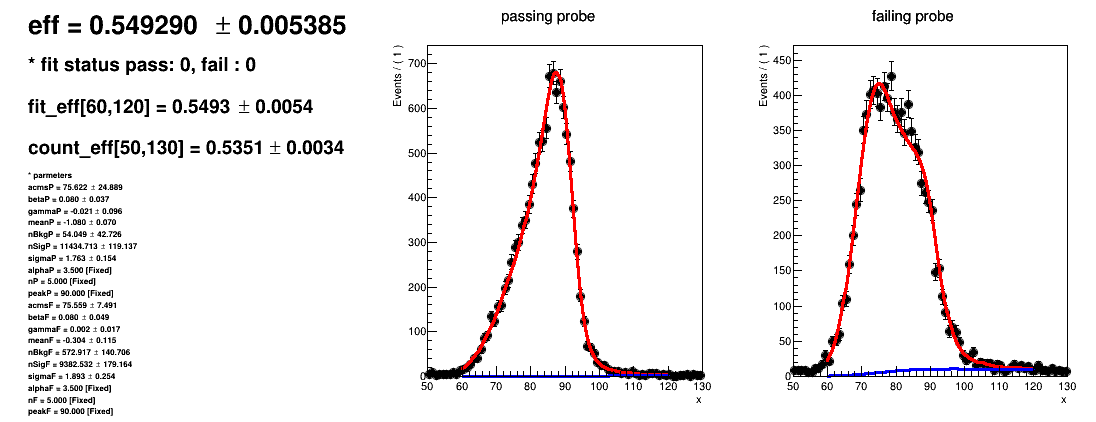 eff = 0.549290 ± 0.005385
* fit status pass: 0, fail : 0
fit_eff[60,120] = 0.5493 ± 0.0054
count_eff[50,130] = 0.5351 ± 0.0034
* parmeters
acmsP = 75.622 ± 24.889
betaP = 0.080 ± 0.037
gammaP = -0.021 ± 0.096
meanP = -1.080 ± 0.070
nBkgP = 54.049 ± 42.726
nSigP = 11434.713 ± 119.137
sigmaP = 1.763 ± 0.154
alphaP = 3.500 [Fixed]
nP = 5.000 [Fixed]
peakP = 90.000 [Fixed]
acmsF = 75.559 ± 7.491
betaF = 0.080 ± 0.049
gammaF = 0.002 ± 0.017
meanF = -0.304 ± 0.115
nBkgF = 572.917 ± 140.706
nSigF = 9382.532 ± 179.164
sigmaF = 1.893 ± 0.254
alphaF = 3.500 [Fixed]
nF = 5.000 [Fixed]
peakF = 90.000 [Fixed]
passing probe
Events / ( 1 )
700
600
500
400
300
200
100
0
50 60 70 80 90 100 110 120 130
x
failing probe
Events / ( 1 )
450
400
350
300
250
200
150
100
50
0
50 60 70 80 90 100 110 120 130
x